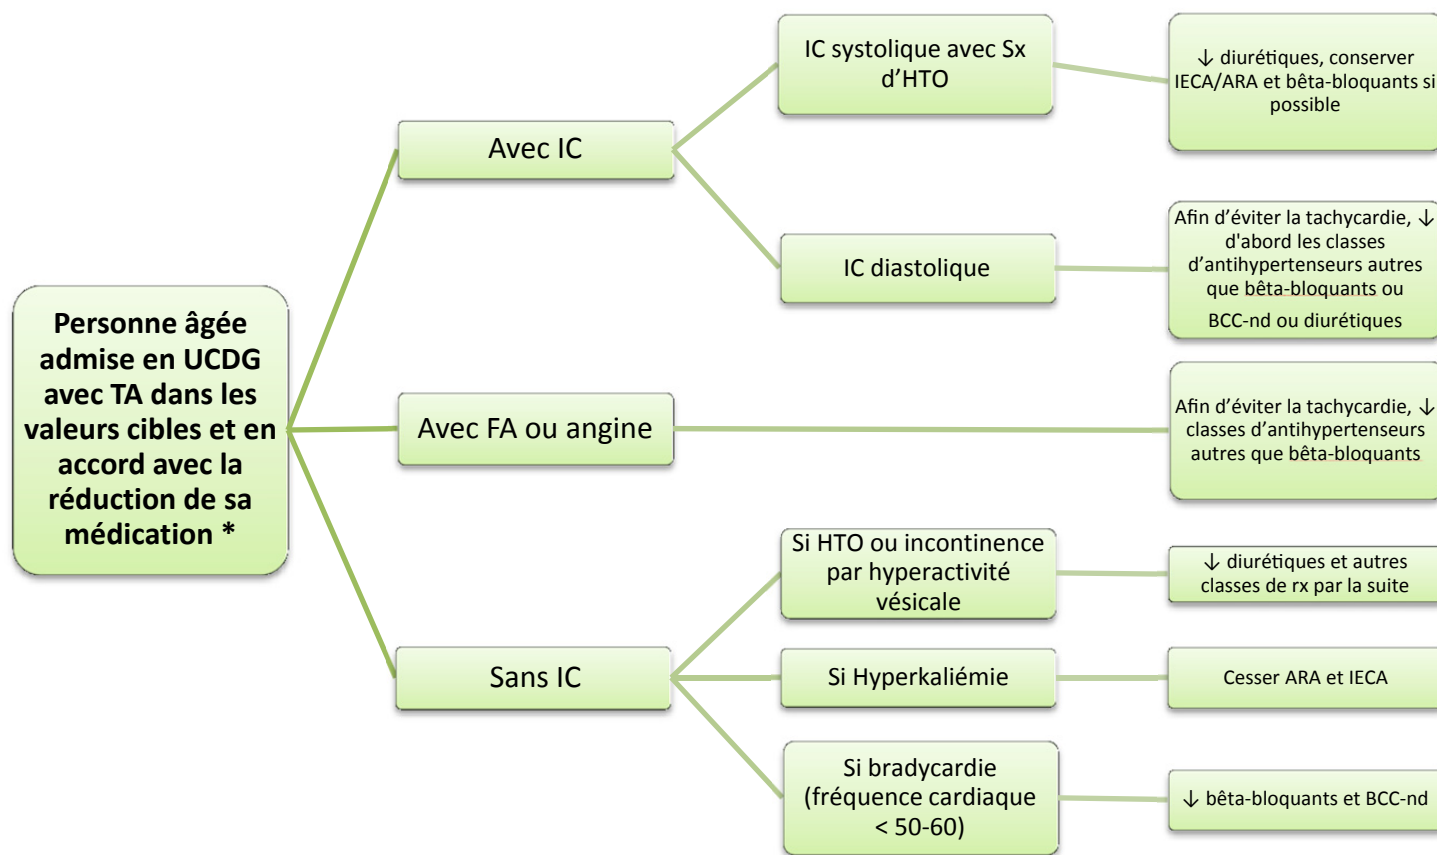 Personne âgée
admise en UCDG
avec TA dans les
valeurs cibles et en
accord avec la
réduction de sa
médication *
Avec IC
IC systolique avec Sx
d’HTO
↓ diurétiques, conserver
IECA/ARA et bêta-bloquants si
possible
IC diastolique
Afin d’éviter la tachycardie, ↓
d'abord les classes
d’antihypertenseurs autres
que bêta-bloquants ou
BCC-nd ou diurétiques
Avec FA ou angine
Afin d’éviter la tachycardie, ↓
classes d’antihypertenseurs
autres que bêta-bloquants
Sans IC
Si HTO ou incontinence
par hyperactivité
vésicale
↓ diurétiques et autres
classes de rx par la suite
Si Hyperkaliémie
Cesser ARA et IECA
Si bradycardie
(fréquence cardiaque
< 50-60)
↓ bêta-bloquants et BCC-nd